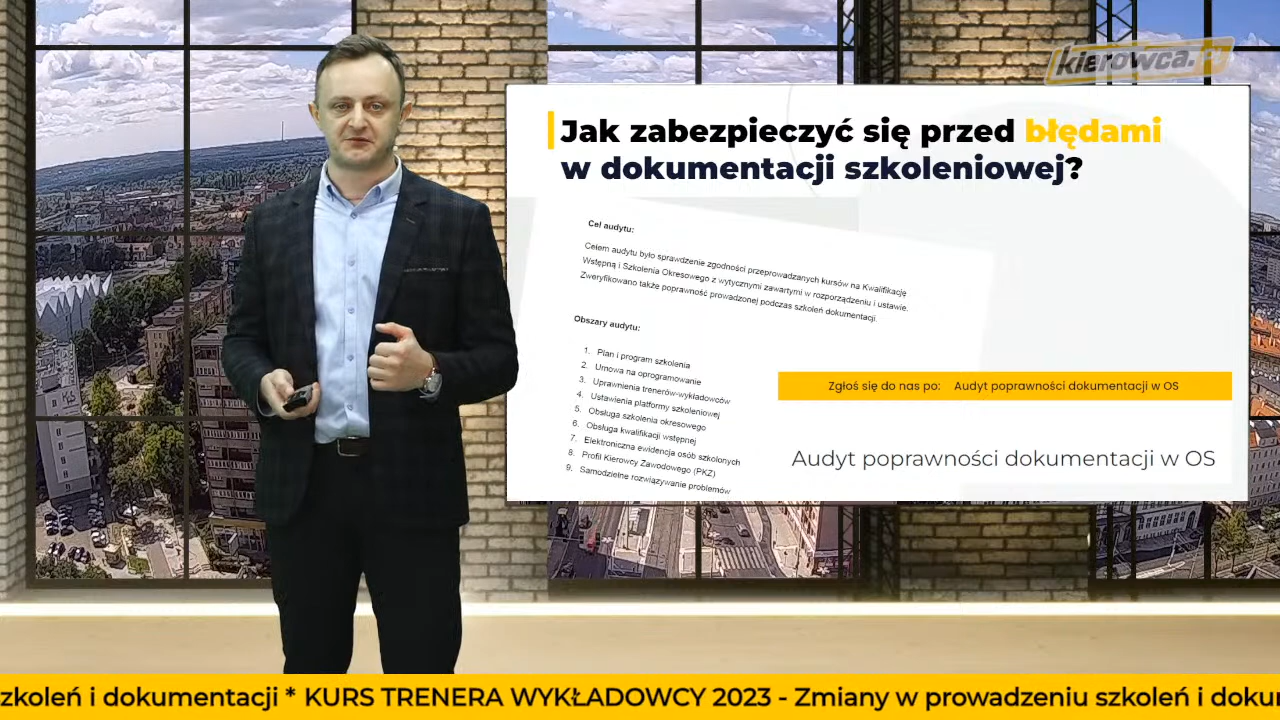 kierowca.
Jak zabezpieczyć się przed błędami
w dokumentacji szkoleniowej?
Cel audytu:
Celem audytu było sprawdzenie zgodności przeprowadzanych kursów na Kwalifikację
Wstępną i Szkolenia Okresowego z wytycznymi zawartymi w rozporządzeniu i ustawie.
Zweryfikowano także poprawność prowadzonej podczas szkoleń dokumentacji.
Obszary audytu:
1. Plan i program szkolenia
2. Umowa na oprogramowanie
3. Uprawnienia trenerów-wykładowców
4. Ustawienia platformy szkoleniowej
5. Obsługa szkolenia okresowego
6. Obsługa kwalifikacji wstępnej
7. Elektroniczna ewidencja osób szkolonych
8. Profil Kierowcy Zawodowego (PKZ)
9. Samodzielne rozwiązywanie problemów
Zgłoś się do nas po: Audyt poprawności dokumentacji w OS
Audyt poprawności dokumentacji w OS
zkoleń i dokumentacji * KURS TRENERA WYKŁADOWCY 2023 - Zmiany w prowadzeniu szkoleń i doku